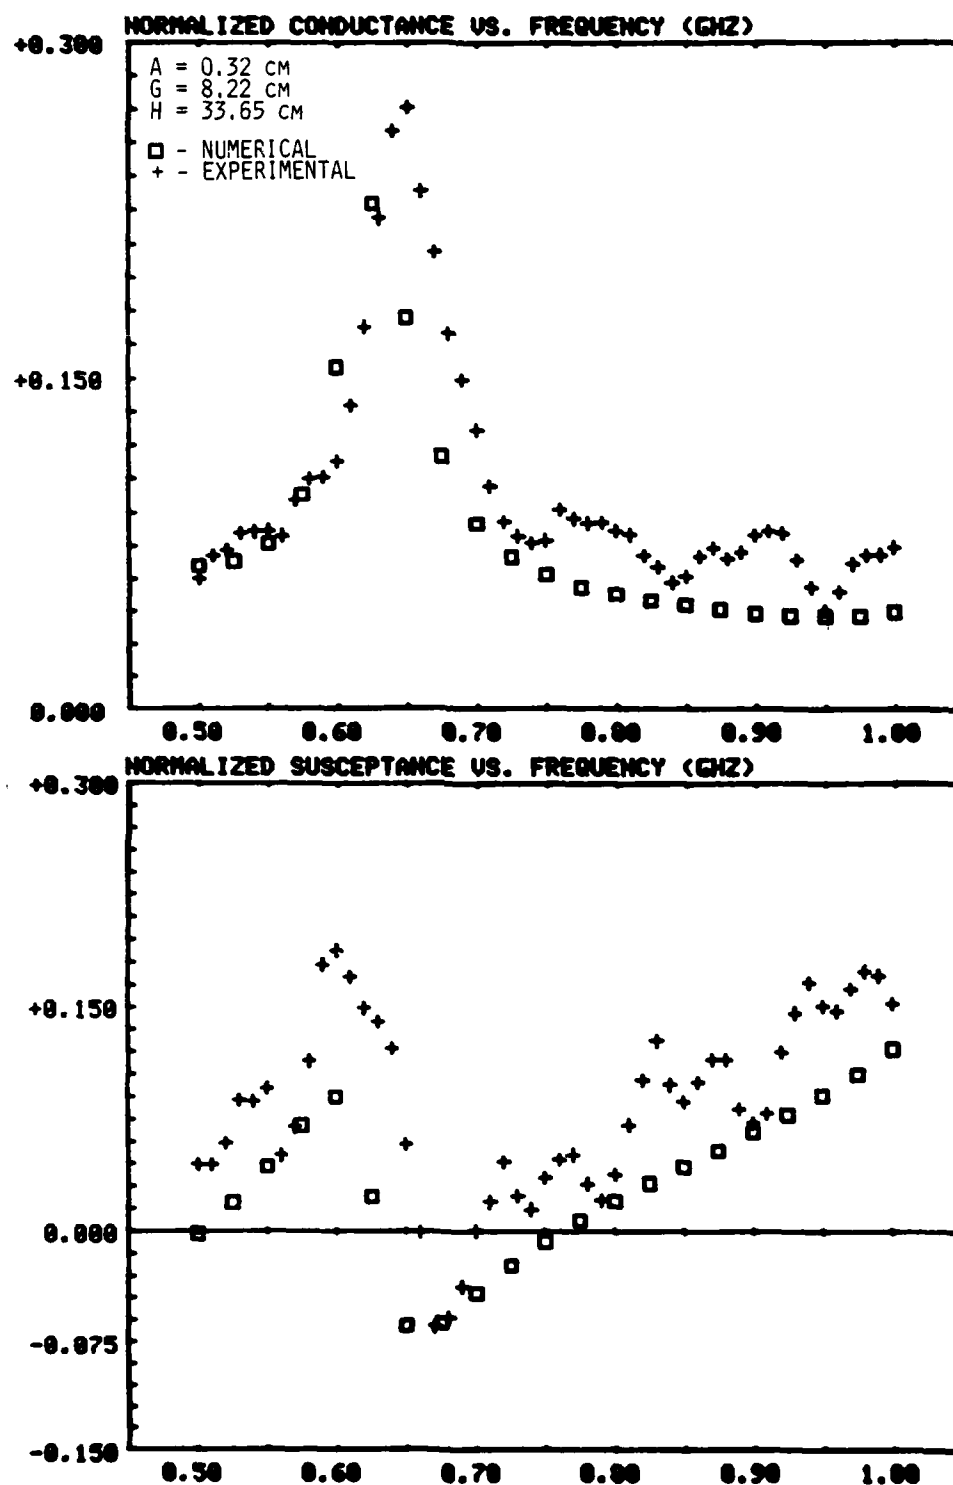 NORMALIZED CONDUCTANCE VS. FREQUENCY (GHZ)
+0.300
A = 0.32 CM
G = 8.22 CM
H = 33.65 CM
□ - NUMERICAL
+ - EXPERIMENTAL
+0.150
0.000
0.50 0.60 0.70 0.80 0.90 1.00
NORMALIZED SUSCEPTANCE VS. FREQUENCY (GHZ)
+0.300
+0.150
0.000
-0.075
-0.150
0.50 0.60 0.70 0.80 0.90 1.00